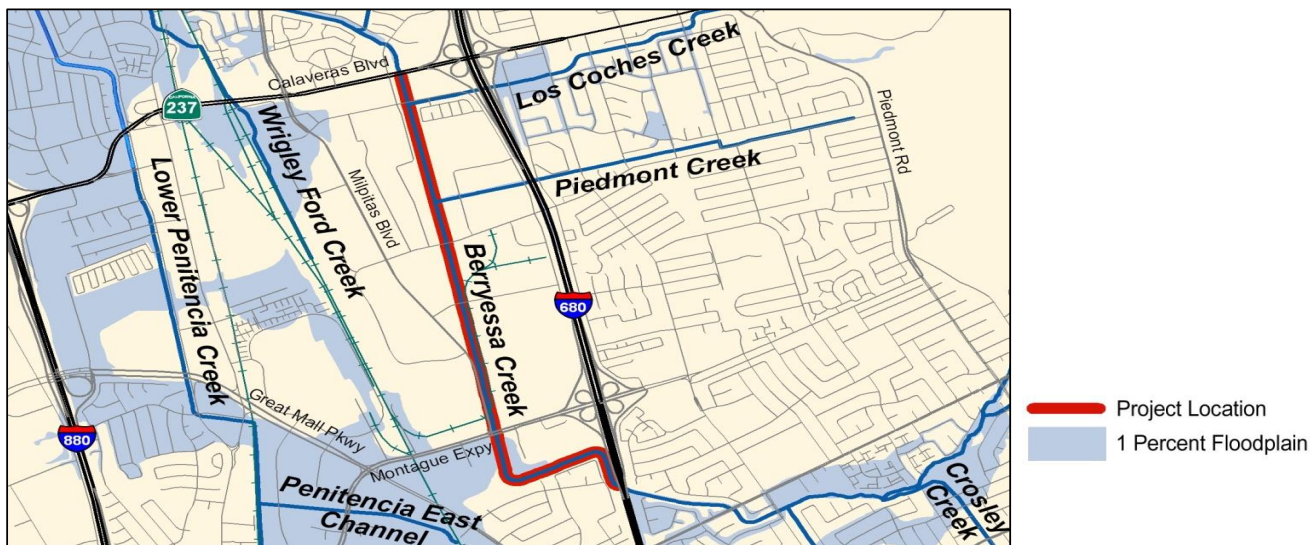 Calaveras Blvd
Los Coches Creek
CALIFORNIA
237
Wrigley Ford Creek
Piedmont Rd
Lower Penitencia Creek
Milpitas Blvd
Piedmont Creek
Berryessa Creek
680
Great Mall Pkwy
880
Montague Expy
Penitencia East
Channel
Crosley
Creek
Project Location
1 Percent Floodplain